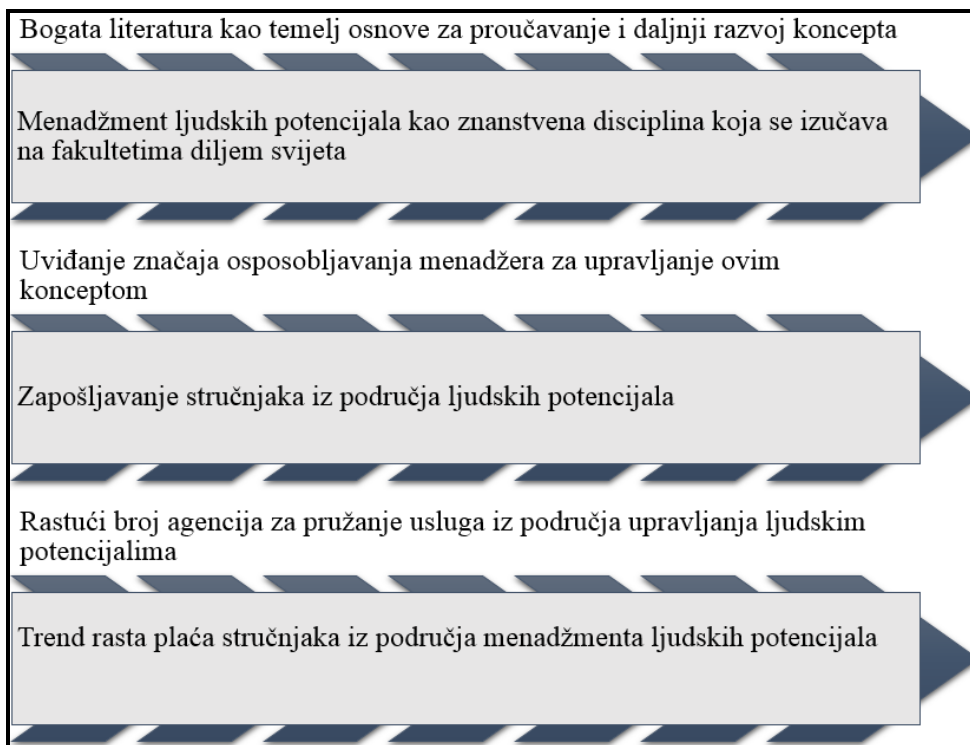 Bogata literatura kao temelj osnove za proučavanje i daljnji razvoj koncepta
Menadžment ljudskih potencijala kao znanstvena disciplina koja se izučava
na fakultetima diljem svijeta
Uviđanje značaja osposobljavanja menadžera za upravljanje ovim
konceptom
Zapošljavanje stručnjaka iz područja ljudskih potencijala
Rastući broj agencija za pružanje usluga iz područja upravljanja ljudskim
potencijalima
Trend rasta plaća stručnjaka iz područja menadžmenta ljudskih potencijala